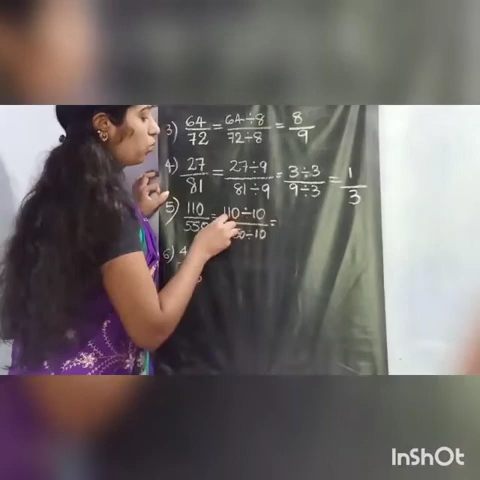 3) 64/72 = 64÷8/72÷8 = 8/9
4) 27/81 = 27÷9/81÷9 = 3÷3/9÷3 = 1/3
5) 110/550 = 110÷10/ 10 =
6) 4
InShOt